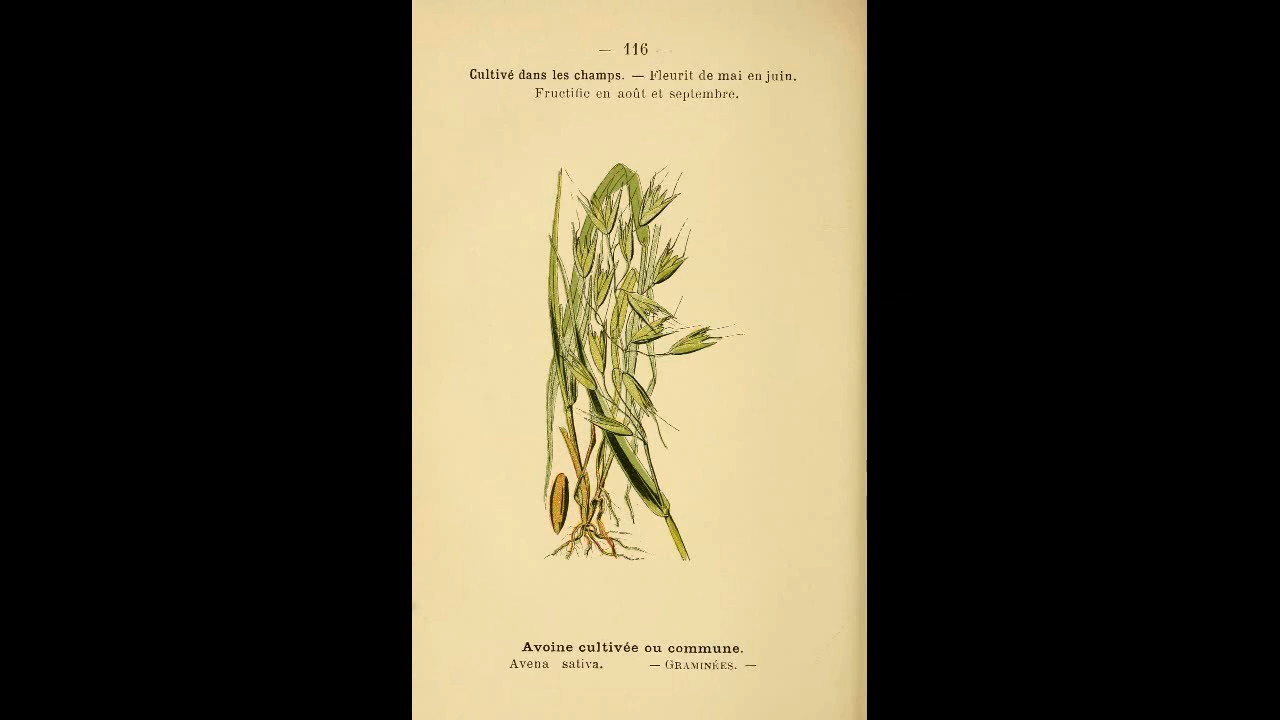 — 116
Cultivé dans les champs. — Fleurit de mai en juin.
Fructific en août et septembre.
Avoine cultivée ou commune.
Avena sativa. — GRAMINÉES. —